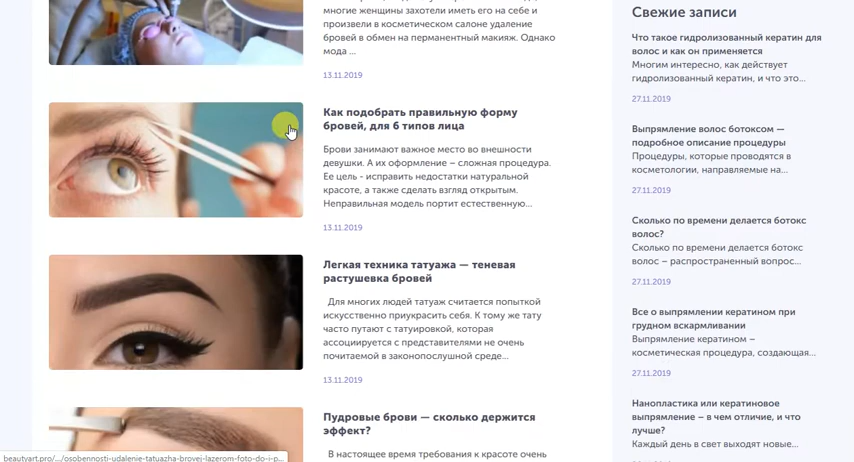 многие женщины захотели иметь его на себе и
произвели в косметическом салоне удаление
бровей в обмен на перманентный макияж. Однако
мода ...
13.11.2019
Как подобрать правильную форму
бровей, для 6 типов лица
Брови занимают важное место во внешности
девушки. А их оформление – сложная процедура.
Ее цель - исправить недостатки натуральной
красоте, а также сделать взгляд открытым.
Неправильная модель портит естественную...
13.11.2019
Легкая техника татуажа — теневая
растушевка бровей
Для многих людей татуаж считается попыткой
искусственно приукрасить себя. К тому же тату
часто путают с татуировкой, которая
ассоциируется с представителями не очень
почитаемой в законопослушной среде...
13.11.2019
Пудровые брови — сколько держится
эффект?
В настоящее время требования к красоте очень
Свежие записи
Что такое гидролизованный кератин для
волос и как он применяется
Многим интересно, как действует
гидролизованный кератин, и что это...
27.11.2019
Выпрямление волос ботоксом —
подробное описание процедуры
Процедуры, которые проводятся в
косметологии, направляемые на...
27.11.2019
Сколько по времени делается ботокс
волос?
Сколько по времени делается ботокс
волос – распространенный вопрос...
27.11.2019
Все о выпрямлении кератином при
грудном вскармливании
Выпрямление кератином –
косметическая процедура, создающая...
27.11.2019
Нанопластика или кератиновое
выпрямление – в чем отличие, и что
лучше?
Каждый день в свет выходят новые...
beautyart.pro/.../osobennosti-udalenie-tatuazha-brovej-lazerom-foto-do-i-p...